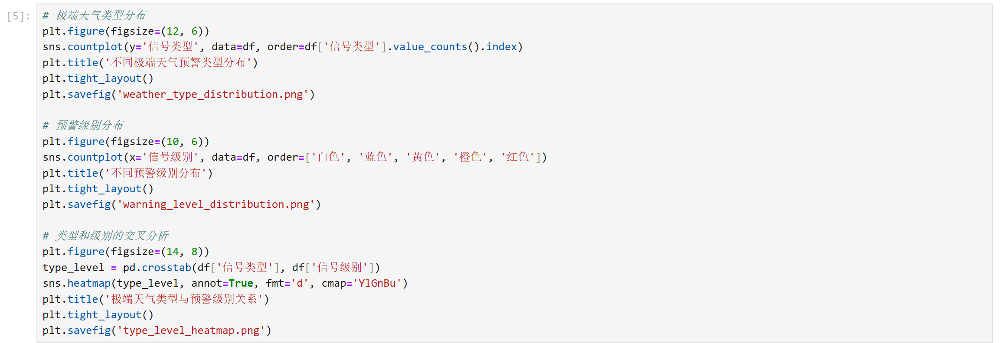 [5]:
# 极端天气类型分布
plt.figure(figsize=(12, 6))
sns.countplot(y='信号类型', data=df, order=df['信号类型'].value_counts().index)
plt.title('不同极端天气预警类型分布')
plt.tight_layout()
plt.savefig('weather_type_distribution.png')
# 预警级别分布
plt.figure(figsize=(10, 6))
sns.countplot(x='信号级别', data=df, order=['白色', '蓝色', '黄色', '橙色', '红色'])
plt.title('不同预警级别分布')
plt.tight_layout()
plt.savefig('warning_level_distribution.png')
# 类型和级别的交叉分析
plt.figure(figsize=(14, 8))
type_level = pd.crosstab(df['信号类型'], df['信号级别'])
sns.heatmap(type_level, annot=True, fmt='d', cmap='YlGnBu')
plt.title('极端天气类型与预警级别关系')
plt.tight_layout()
plt.savefig('type_level_heatmap.png')